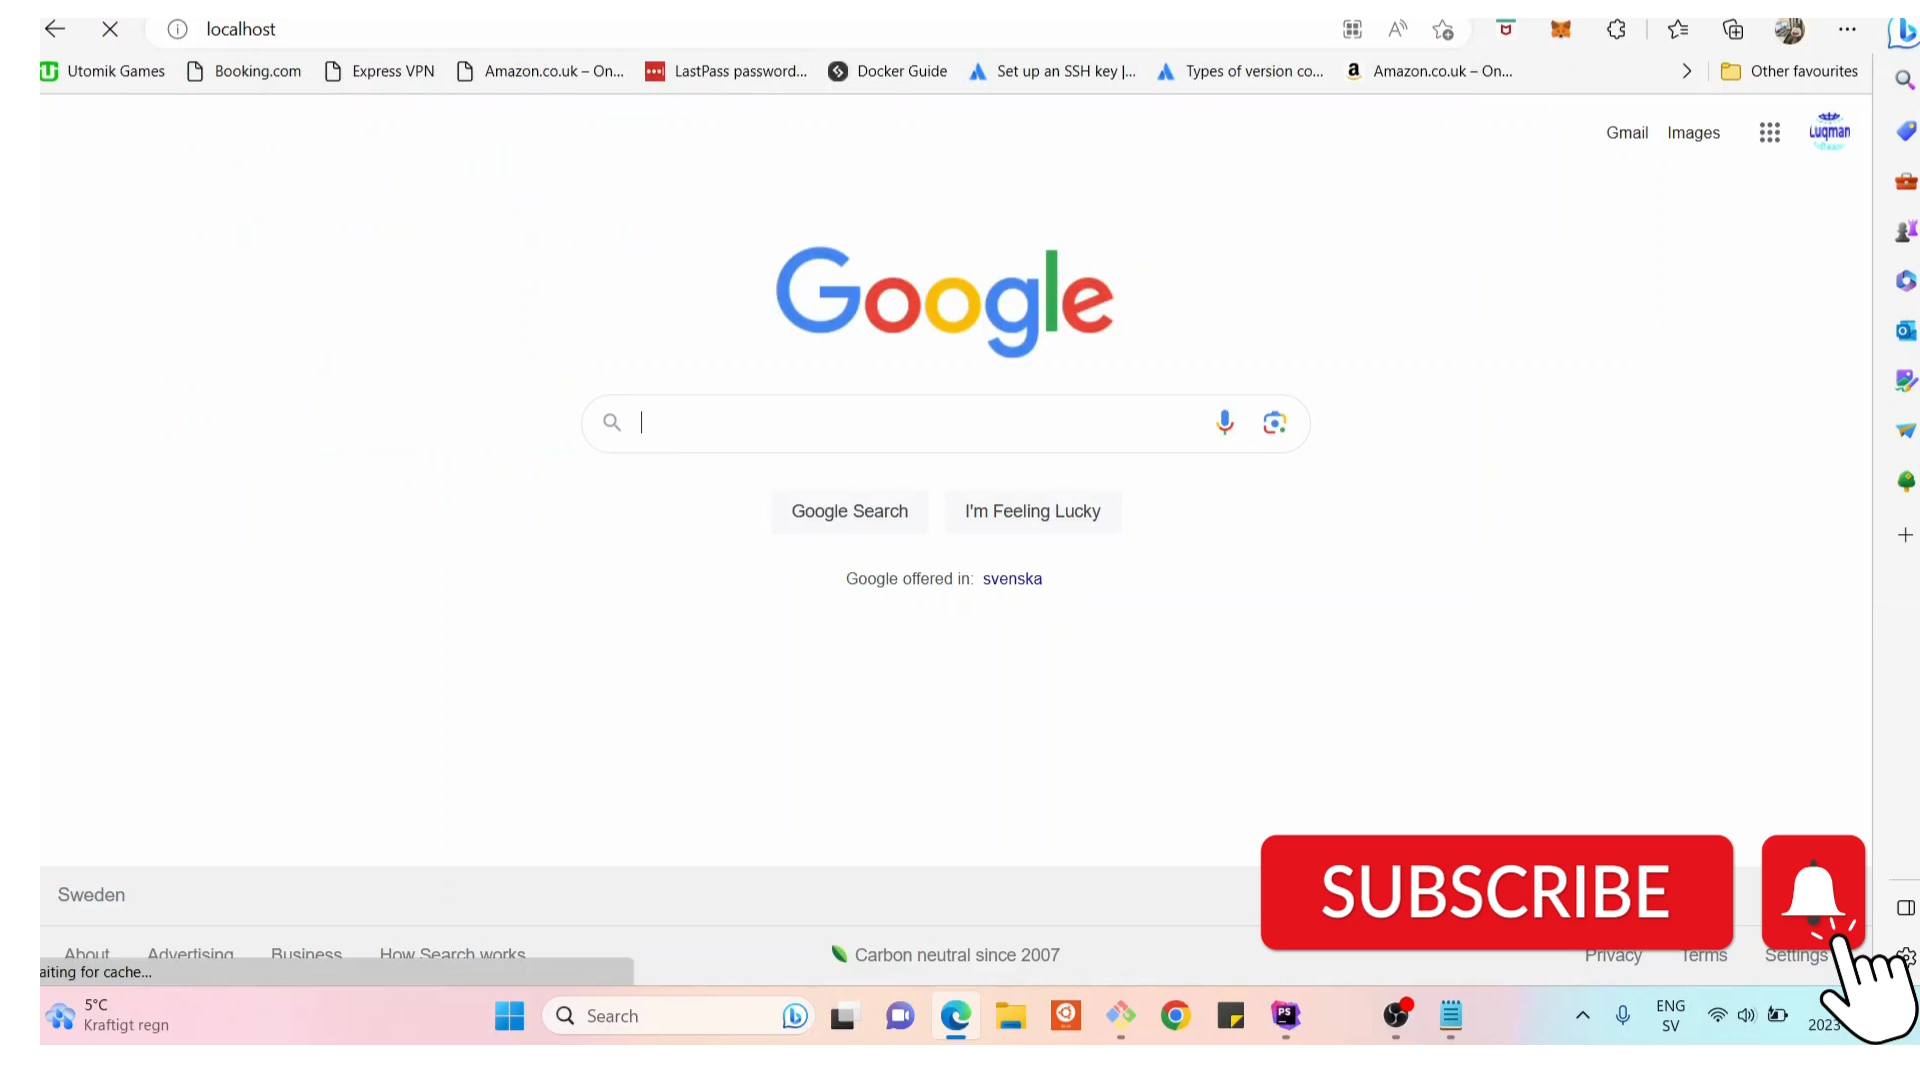 localhost
Utomik Games
Booking.com
Express VPN
Amazon.co.uk – On...
LastPass password...
Docker Guide
Set up an SSH key |...
Types of version co...
a
Amazon.co.uk – On...
Other favourites
Gmail
Images
Luqman
Google
Google Search
I'm Feeling Lucky
Google offered in: svenska
SUBSCRIBE
Sweden
About
Advertising
Business
How Search works
Carbon neutral since 2007
Privacy
Terms
Settings
aiting for cache...
5°C
Kraftigt regn
Search
PS
ENG
SV
2023